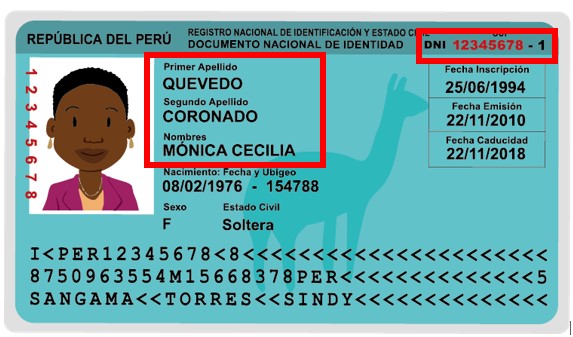 REPÚBLICA DEL PERÚ
REGISTRO NACIONAL DE IDENTIFICACIÓN Y ESTADO CIVIL
DOCUMENTO NACIONAL DE IDENTIDAD
DNI 12345678 - 1
12345678
Primer Apellido
QUEVEDO
Segundo Apellido
CORONADO
Nombres
MÓNICA CECILIA
Nacimiento: Fecha y Ubigeo
08/02/1976 - 154788
Sexo Estado Civil
F Soltera
Fecha Inscripción
25/06/1994
Fecha Emisión
22/11/2010
Fecha Caducidad
22/11/2018
I<PER12345678<8<<<<<<<<<<<<<<<<<
8750963554M15668378PER<<<<<<<<<<<5
SANGAMA<<TORRES<<SINDY<<<<<<<<<<